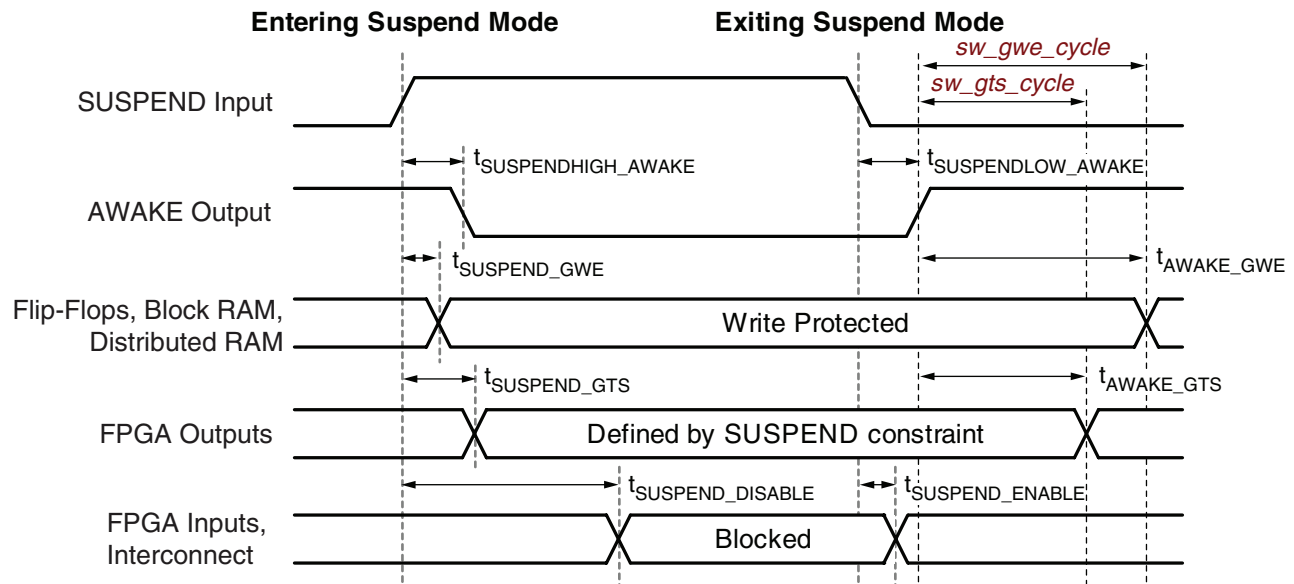 Entering Suspend Mode
Exiting Suspend Mode
sw_gwe_cycle
sw_gts_cycle
SUSPEND Input
tSUSPENDHIGH_AWAKE
tSUSPENDLOW_AWAKE
AWAKE Output
tSUSPEND_GWE
tAWAKE_GWE
Flip-Flops, Block RAM,
Distributed RAM
Write Protected
tSUSPEND_GTS
tAWAKE_GTS
FPGA Outputs
Defined by SUSPEND constraint
tSUSPEND_DISABLE
tSUSPEND_ENABLE
FPGA Inputs,
Interconnect
Blocked